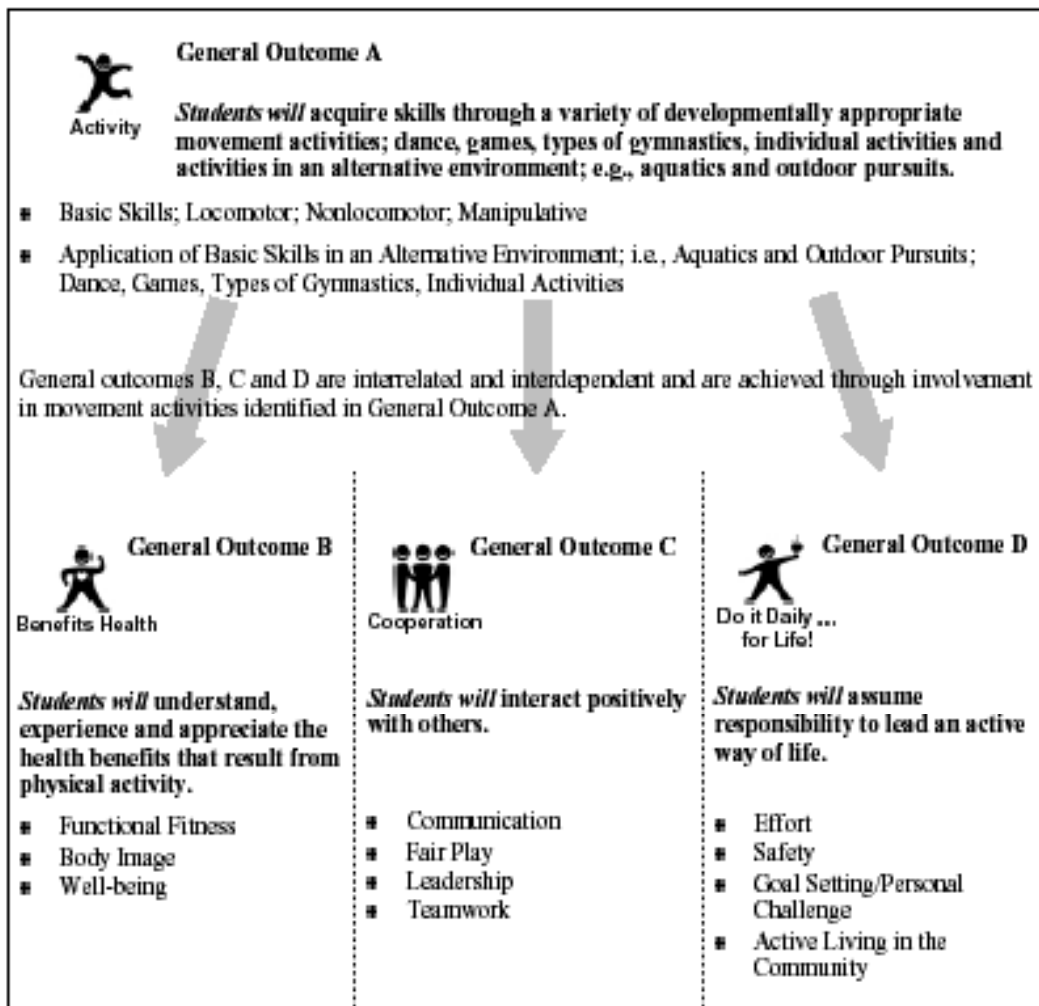 General Outcome A
Activity
Students will acquire skills through a variety of developmentally appropriate
movement activities; dance, games, types of gymnastics, individual activities and
activities in an alternative environment; e.g., aquatics and outdoor pursuits.
Basic Skills; Locomotor; Nonlocomotor; Manipulative
Application of Basic Skills in an Alternative Environment; i.e., Aquatics and Outdoor Pursuits;
Dance, Games, Types of Gymnastics, Individual Activities
General outcomes B, C and D are interrelated and interdependent and are achieved through involvement
in movement activities identified in General Outcome A.
General Outcome B
Benefits Health
Students will understand,
experience and appreciate the
health benefits that result from
physical activity.
Functional Fitness
Body Image
Well-being
General Outcome C
Cooperation
Students will interact positively
with others.
Communication
Fair Play
Leadership
Teamwork
General Outcome D
Do it Daily ...
for Life!
Students will assume
responsibility to lead an active
way of life.
Effort
Safety
Goal Setting/Personal
Challenge
Active Living in the
Community